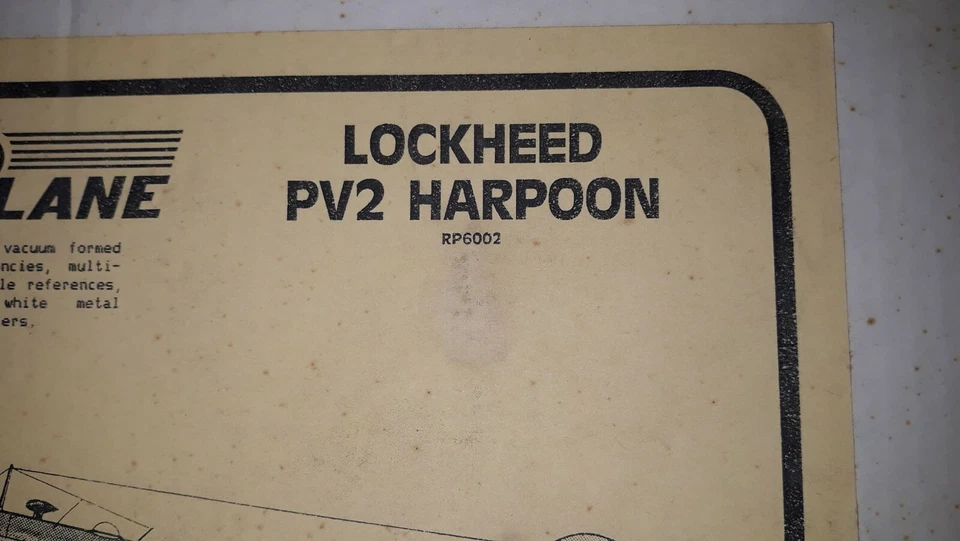 LOCKHEED
PV2 HARPOON
RP6002
LANE
vacuum formed
ncies, multi-
le references,
white metal
ers,